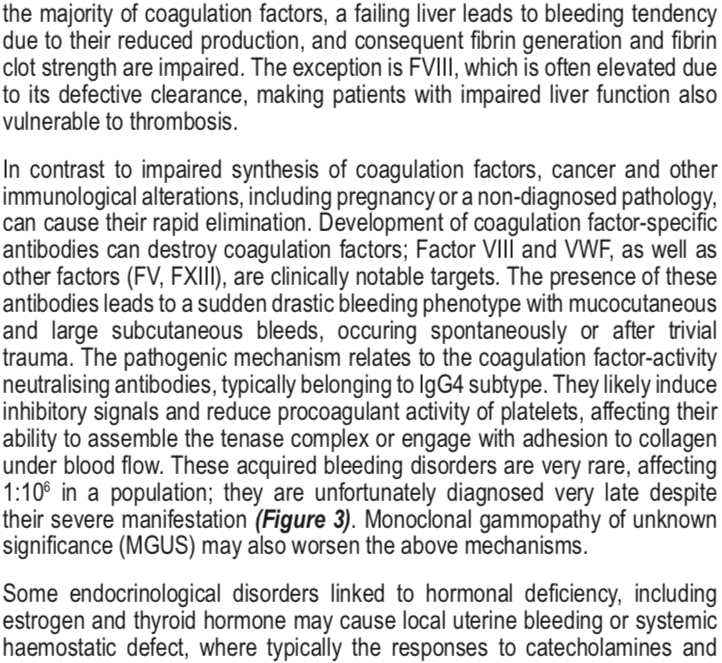 the majority of coagulation factors, a failing liver leads to bleeding tendency
due to their reduced production, and consequent fibrin generation and fibrin
clot strength are impaired. The exception is FVIII, which is often elevated due
to its defective clearance, making patients with impaired liver function also
vulnerable to thrombosis.
In contrast to impaired synthesis of coagulation factors, cancer and other
immunological alterations, including pregnancy or a non-diagnosed pathology,
can cause their rapid elimination. Development of coagulation factor-specific
antibodies can destroy coagulation factors; Factor VIII and VWF, as well as
other factors (FV, FXIII), are clinically notable targets. The presence of these
antibodies leads to a sudden drastic bleeding phenotype with mucocutaneous
and large subcutaneous bleeds, occuring spontaneously or after trivial
trauma. The pathogenic mechanism relates to the coagulation factor-activity
neutralising antibodies, typically belonging to IgG4 subtype. They likely induce
inhibitory signals and reduce procoagulant activity of platelets, affecting their
ability to assemble the tenase complex or engage with adhesion to collagen
under blood flow. These acquired bleeding disorders are very rare, affecting
1:10⁶ in a population; they are unfortunately diagnosed very late despite
their severe manifestation (Figure 3). Monoclonal gammopathy of unknown
significance (MGUS) may also worsen the above mechanisms.
Some endocrinological disorders linked to hormonal deficiency, including
estrogen and thyroid hormone may cause local uterine bleeding or systemic
haemostatic defect, where typically the responses to catecholamines and